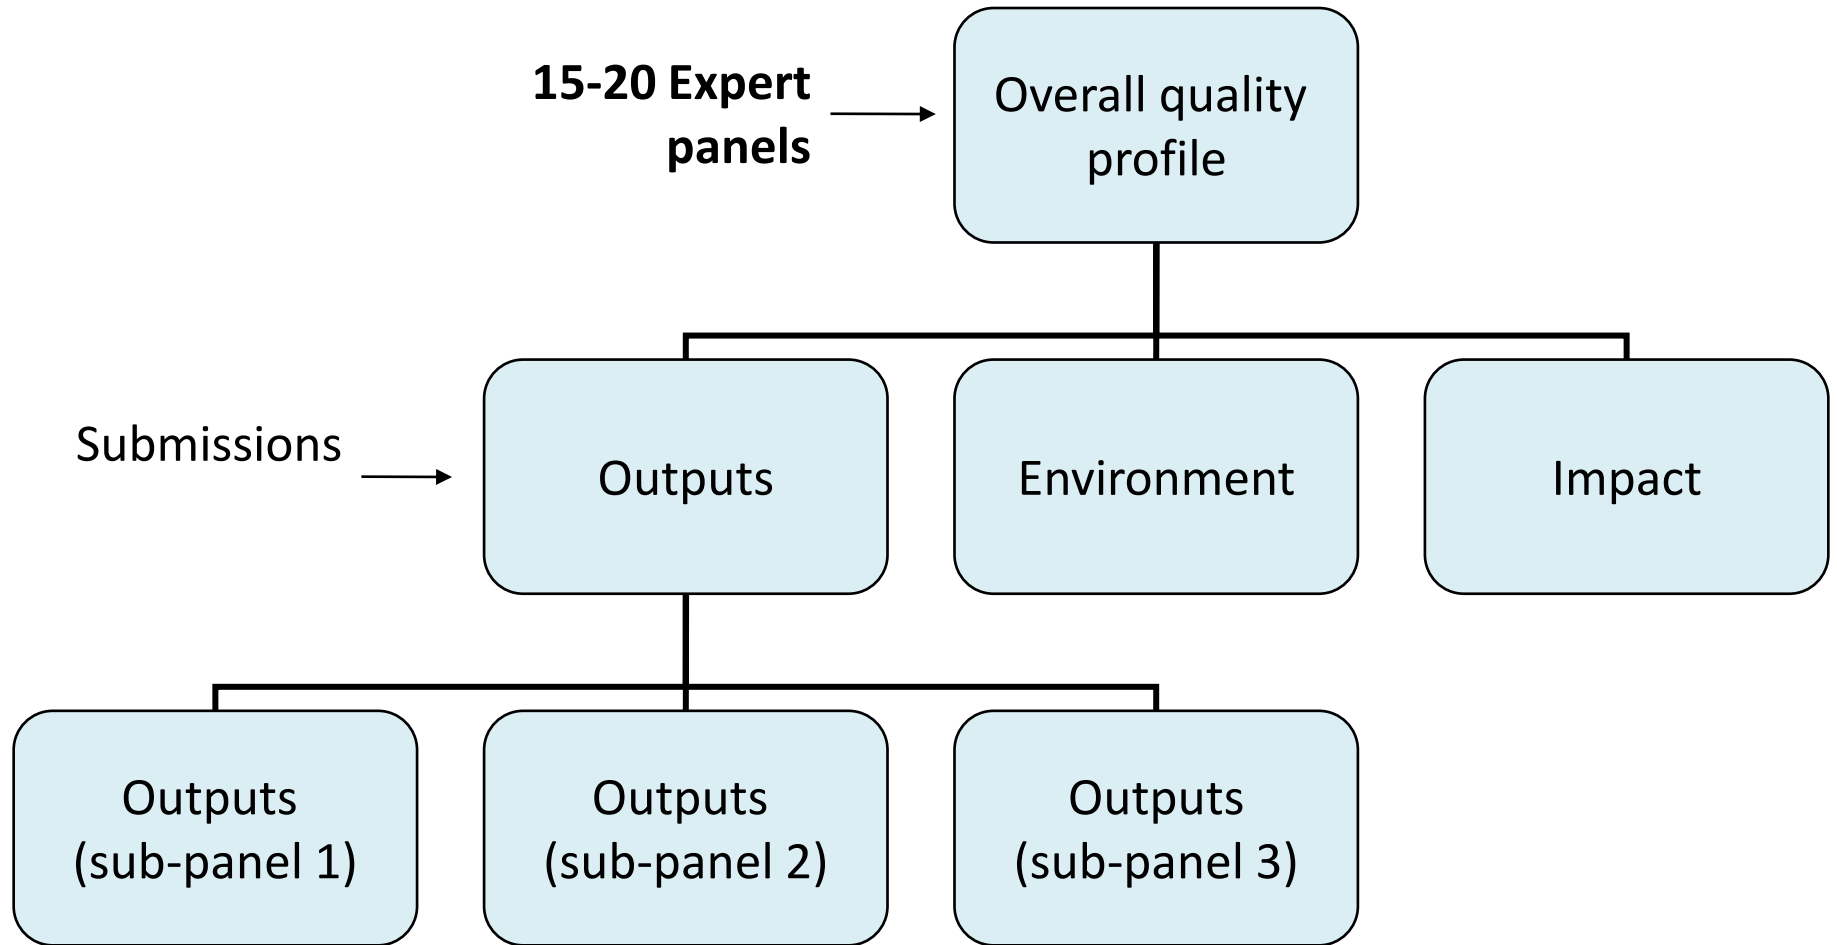 15-20 Expert
panels
Overall quality
profile
Submissions
Outputs
Environment
Impact
Outputs
(sub-panel 1)
Outputs
(sub-panel 2)
Outputs
(sub-panel 3)